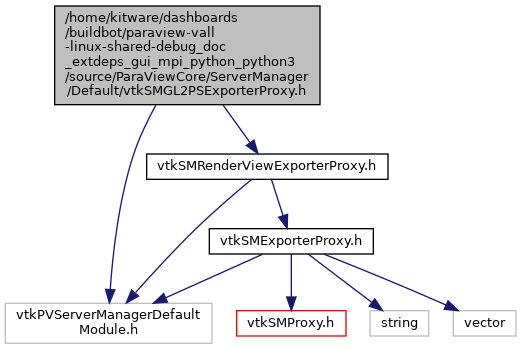 /home/kitware/dashboards
/buildbot/paraview-vall
-linux-shared-debug_doc
_extdeps_gui_mpi_python_python3
/source/ParaViewCore/ServerManager
/Default/vtkSMGL2PSExporterProxy.h
vtkSMRenderViewExporterProxy.h
vtkSMExporterProxy.h
vtkPVServerManagerDefault
Module.h
vtkSMProxy.h
string
vector